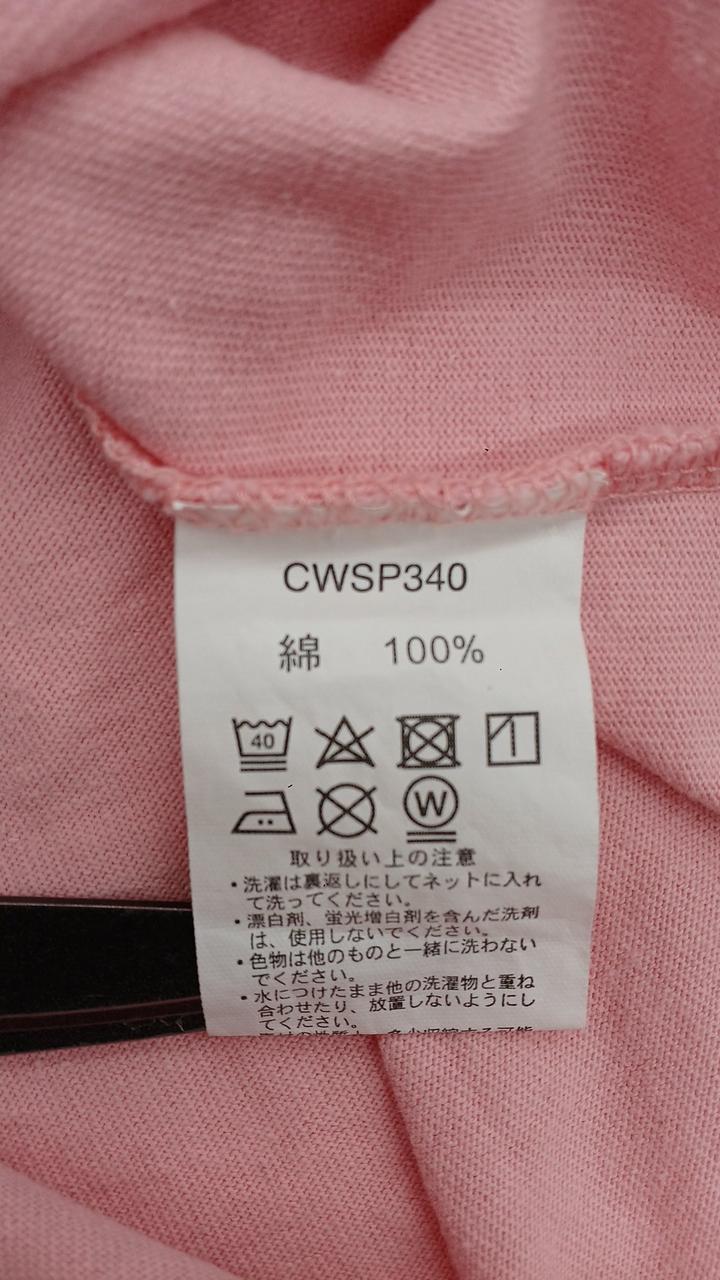 CWSP340
綿 100%
40
W
取り扱い上の注意
・洗濯は裏返しにしてネットに入れ
て洗ってください。
・漂白剤、蛍光増白剤を含んだ洗剤
は、使用しないでください。
・色物は他のものと一緒に洗わない
でください。
・水につけたまま他の洗濯物と重ね
合わせたり、放置しないようにし
てください。